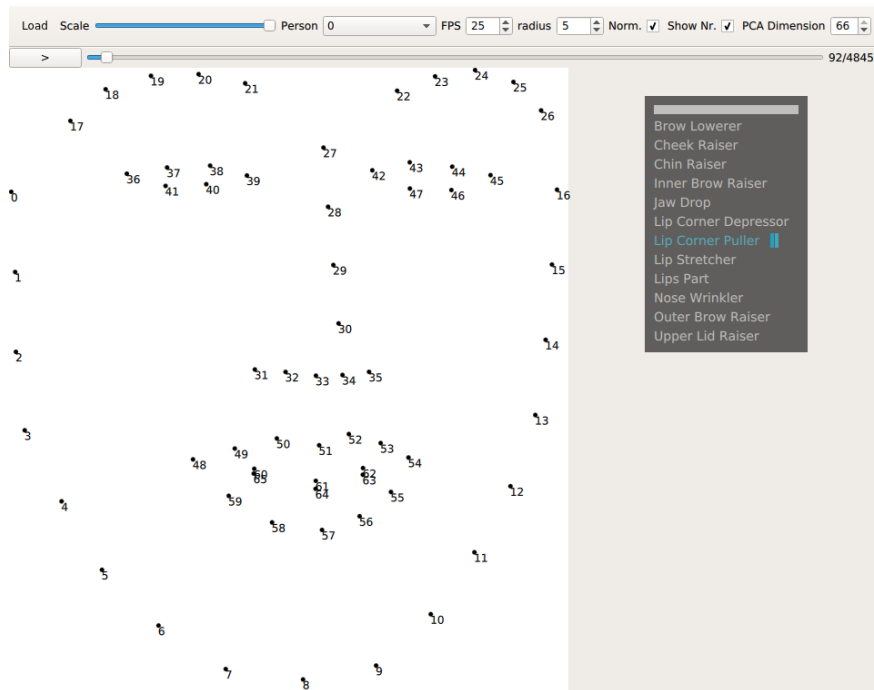 Load Scale Person 0 FPS 25 radius 5 Norm. Show Nr. PCA Dimension 66
> 92/4845
24
20 23
19
21 25
18 22
26
17
27
43
37 38 44
36 39 42 45
41 40 47 46 16
0
28
29 15
1
30
14
2
31 32 33 34 35
13
3
52
50
51 53
49
54
48
60 62
65 63
61
64 55
12
59
4
56
58
57
11
5
10
6
9
7
8
Brow Lowerer
Cheek Raiser
Chin Raiser
Inner Brow Raiser
Jaw Drop
Lip Corner Depressor
Lip Corner Puller
Lip Stretcher
Lips Part
Nose Wrinkler
Outer Brow Raiser
Upper Lid Raiser